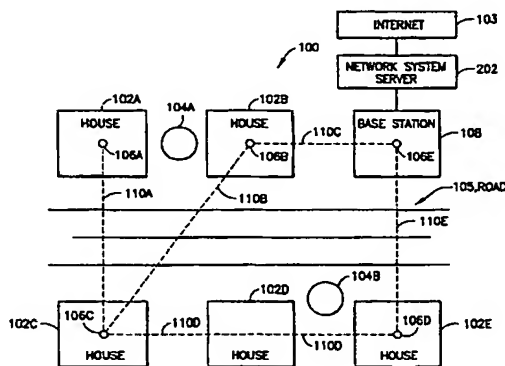 INTERNET
103
100
NETWORK SYSTEM
SERVER
202
102A
104A
102B
HOUSE
HOUSE
110C
BASE STATION
108
106A
106B
106E
110A
110B
105, ROAD
110E
102D
104B
102C
106C
110D
110D
106D
102E
HOUSE
HOUSE
HOUSE